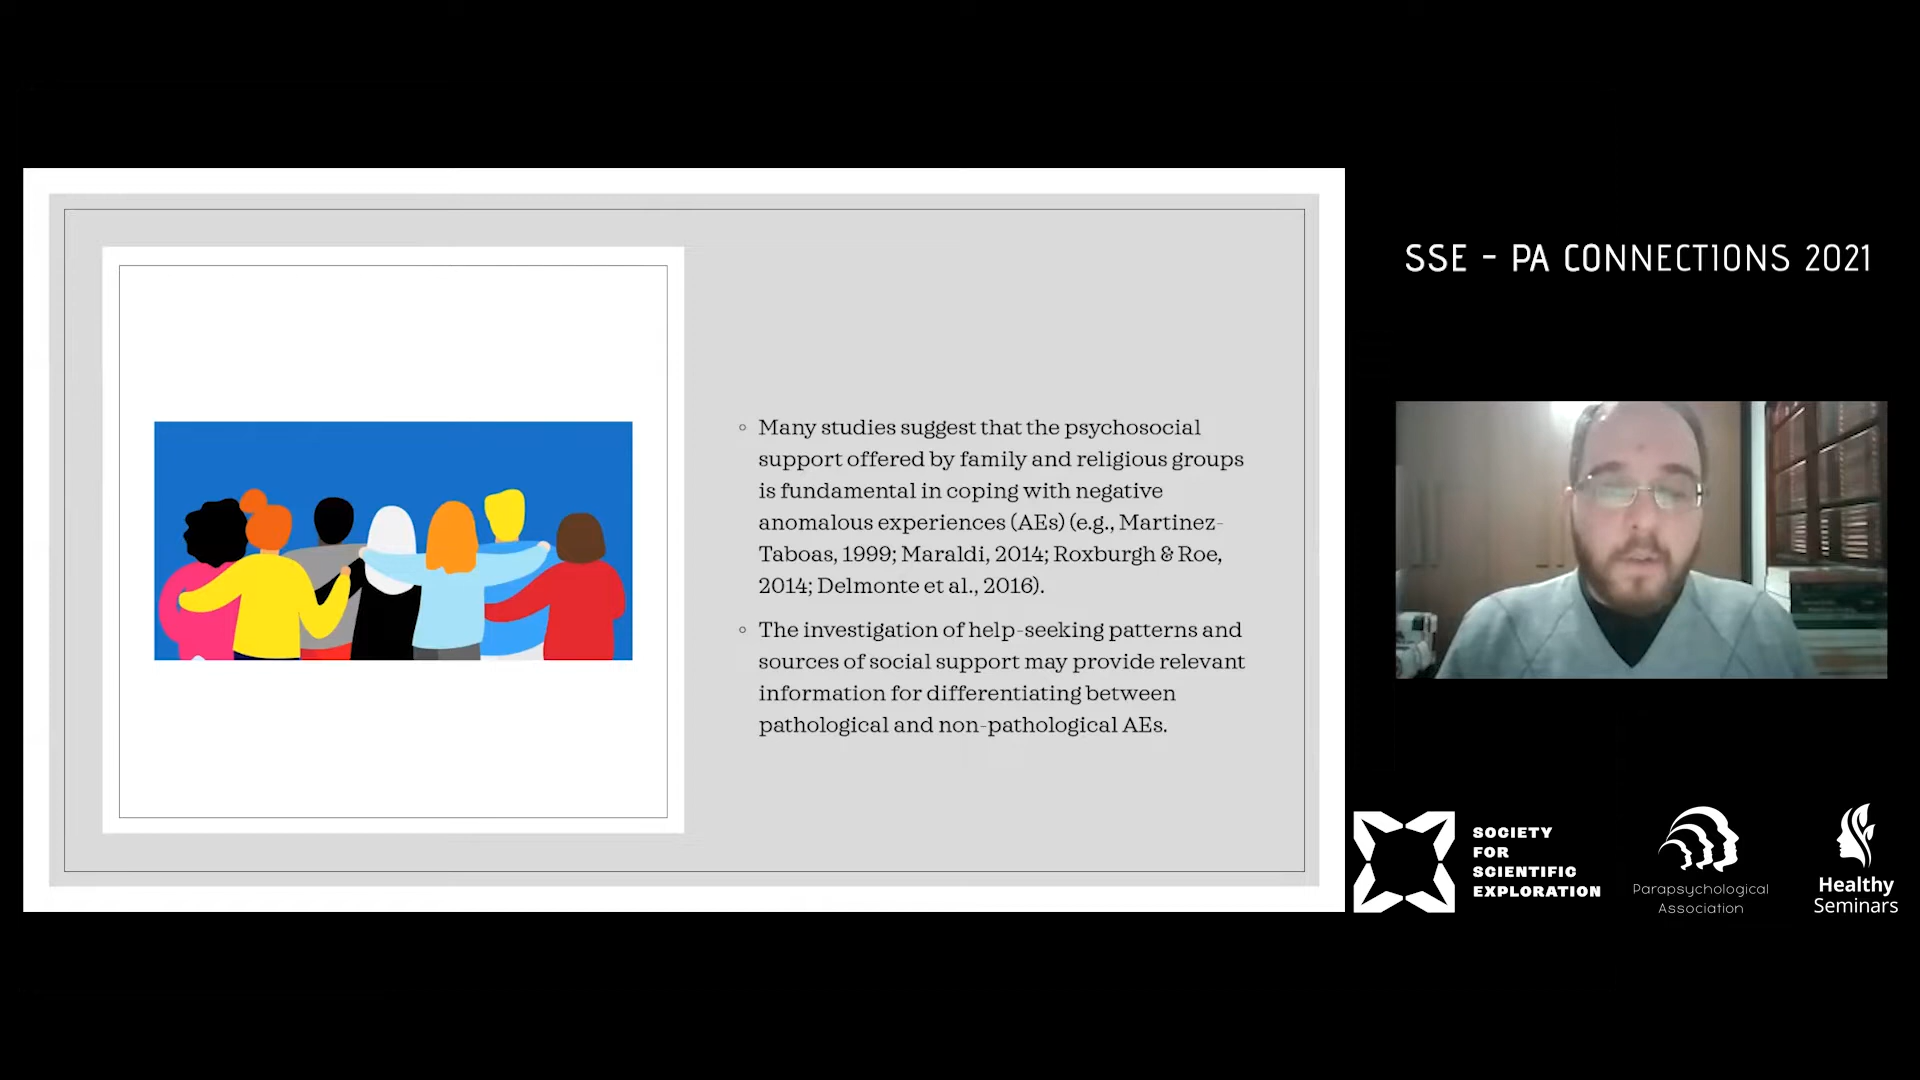 SSE - PA CONNECTIONS 2021
Many studies suggest that the psychosocial
support offered by family and religious groups
is fundamental in coping with negative
anomalous experiences (AEs) (e.g., Martinez-
Taboas, 1999; Maraldi, 2014; Roxburgh & Roe,
2014; Delmonte et al., 2016).
The investigation of help-seeking patterns and
sources of social support may provide relevant
information for differentiating between
pathological and non-pathological AEs.
SOCIETY
FOR
SCIENTIFIC
EXPLORATION
Parapsychological
Association
Healthy
Seminars